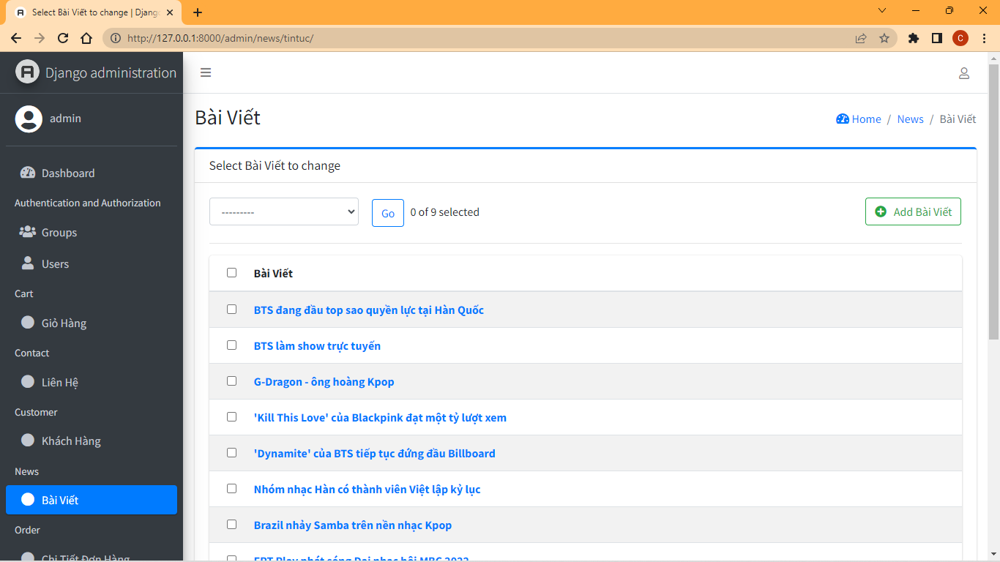 Select Bài Viết to change | Djang
http://127.0.0.1:8000/admin/news/tintuc/
C
Django administration
admin
Dashboard
Authentication and Authorization
Groups
Users
Cart
Giỏ Hàng
Contact
Liên Hệ
Customer
Khách Hàng
News
Bài Viết
Order
Chi Tiết Đơn Hàng
Bài Viết
Home / News / Bài Viết
Select Bài Viết to change
---------
Go
0 of 9 selected
Add Bài Viết
Bài Viết
BTS đang đầu top sao quyền lực tại Hàn Quốc
BTS làm show trực tuyến
G-Dragon - ông hoàng Kpop
'Kill This Love' của Blackpink đạt một tỷ lượt xem
'Dynamite' của BTS tiếp tục đứng đầu Billboard
Nhóm nhạc Hàn có thành viên Việt lập kỷ lục
Brazil nhảy Samba trên nền nhạc Kpop
FPT Play phát sóng Đại nhạc hội MBC 2022